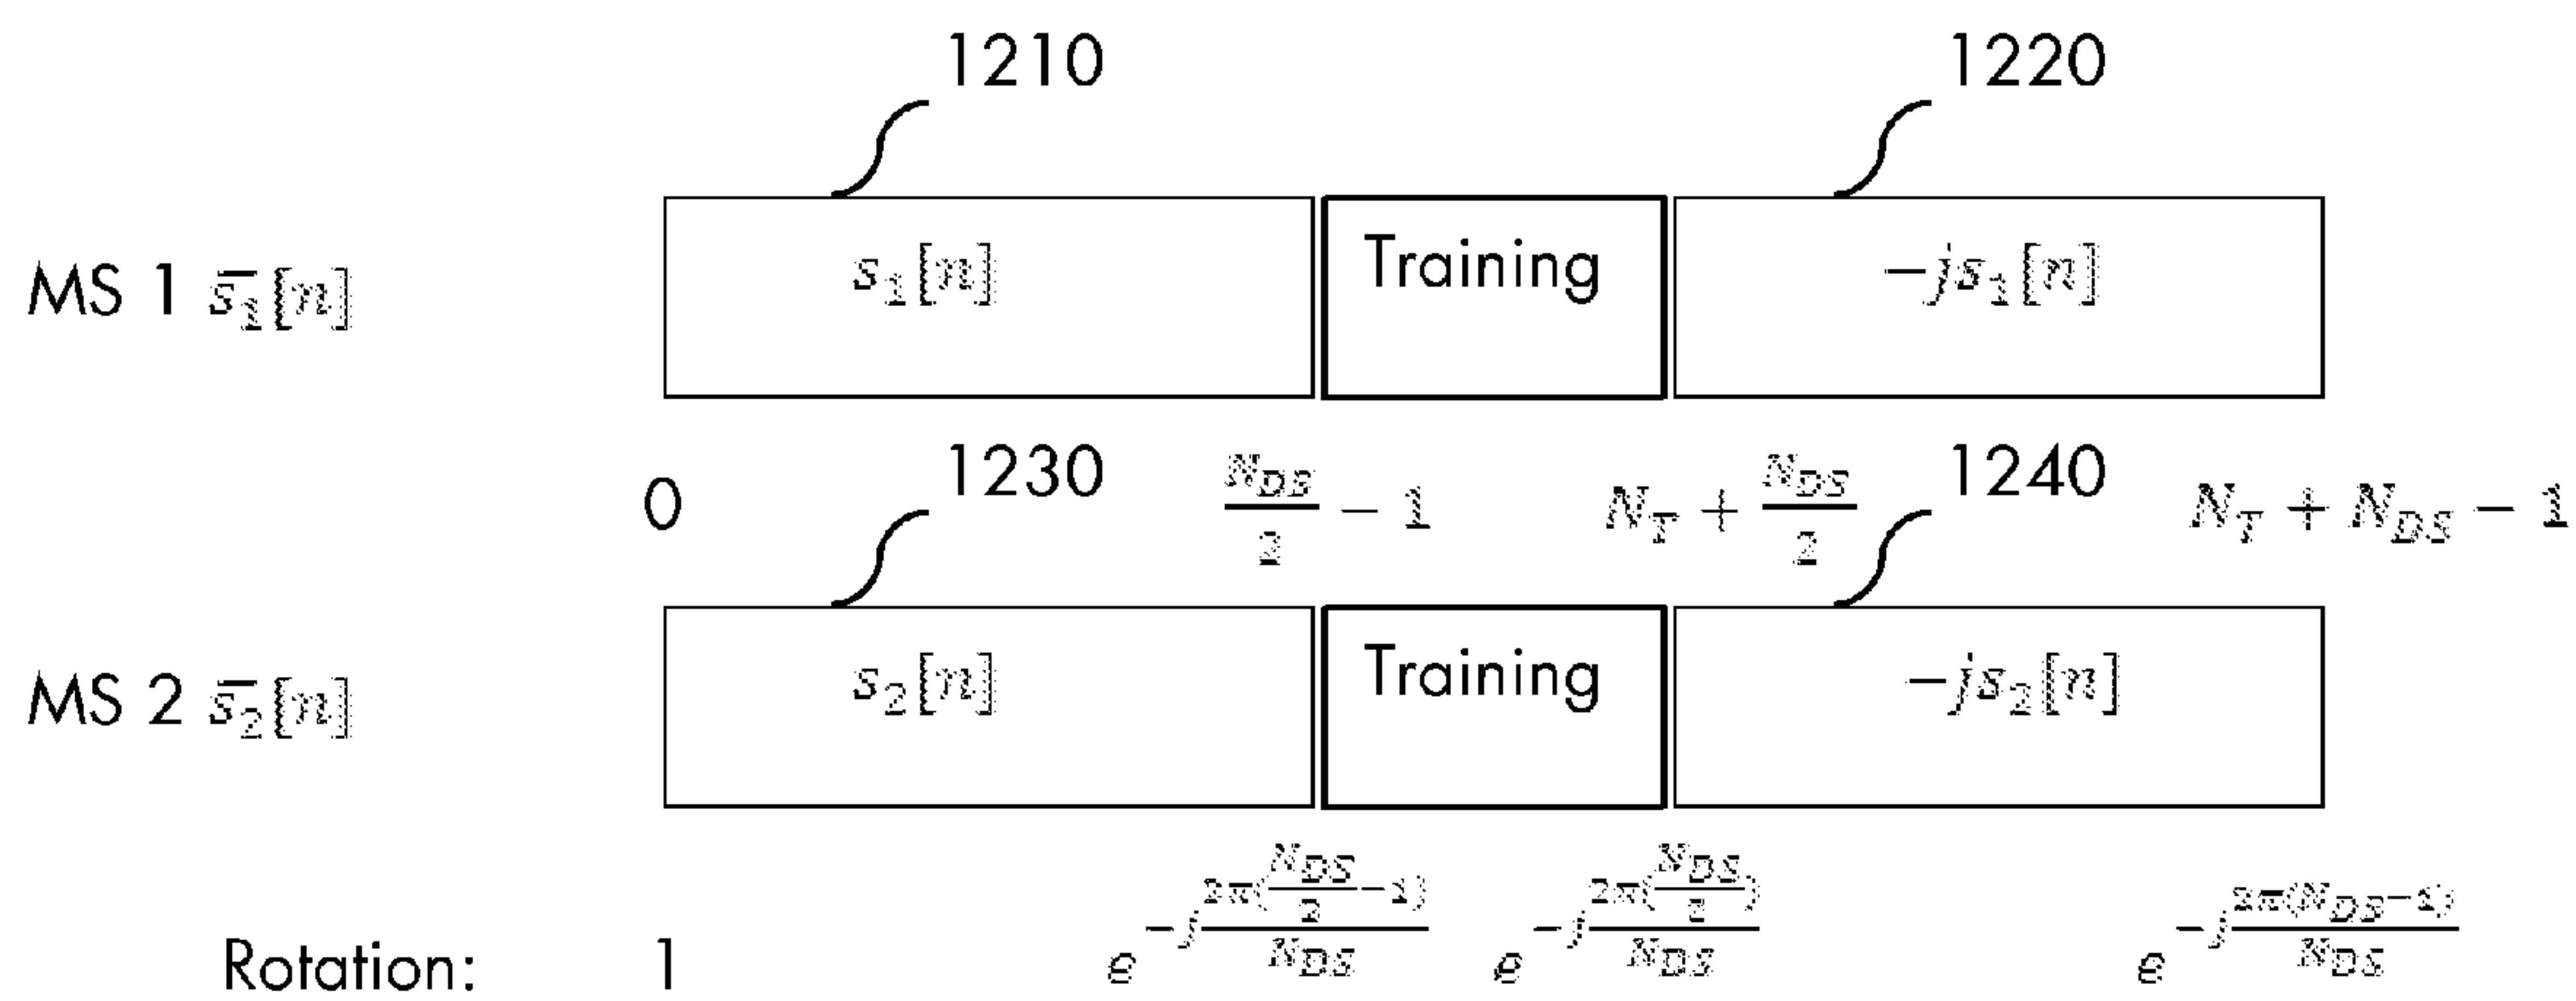 1210 1220
MS 1 s̄₁[n] s₁[n] Training −js₁[n]
0 1230 N_DS/2 − 1 N_T + N_DS/2 1240 N_T + N_DS − 1
MS 2 s̄₂[n] s₂[n] Training −js₂[n]
Rotation: 1 e^(−j2π(N_DS/2−1)/N_DS) e^(−j2π(N_DS/2)/N_DS) e^(−j2π(N_DS−1)/N_DS)